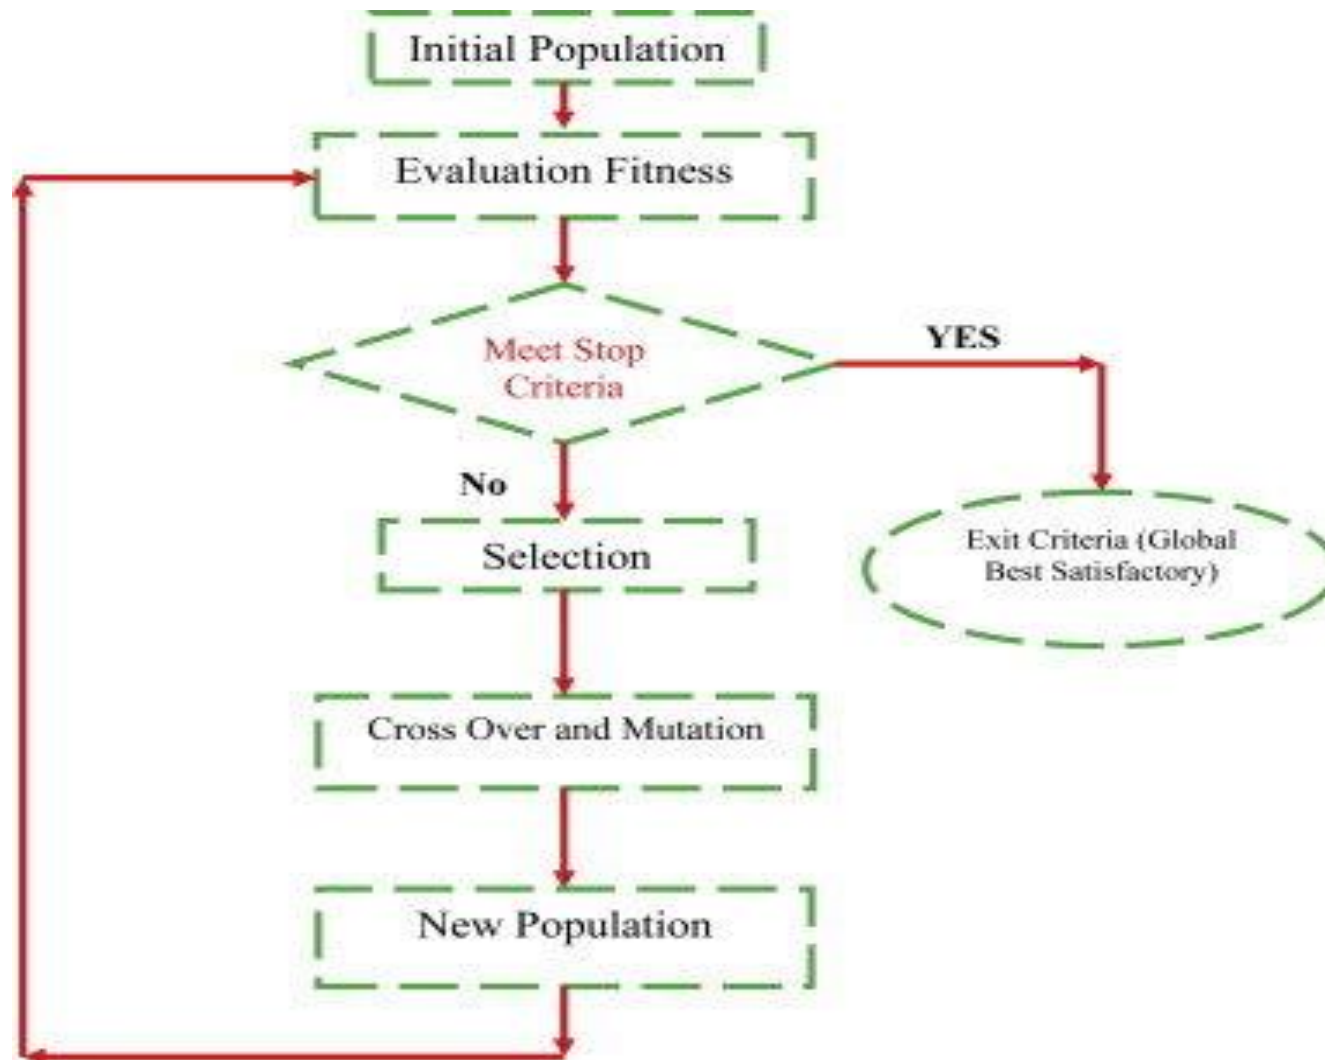 Initial Population
Evaluation Fitness
Meet Stop
Criteria
YES
No
Selection
Exit Criteria (Global
Best Satisfactory)
Cross Over and Mutation
New Population